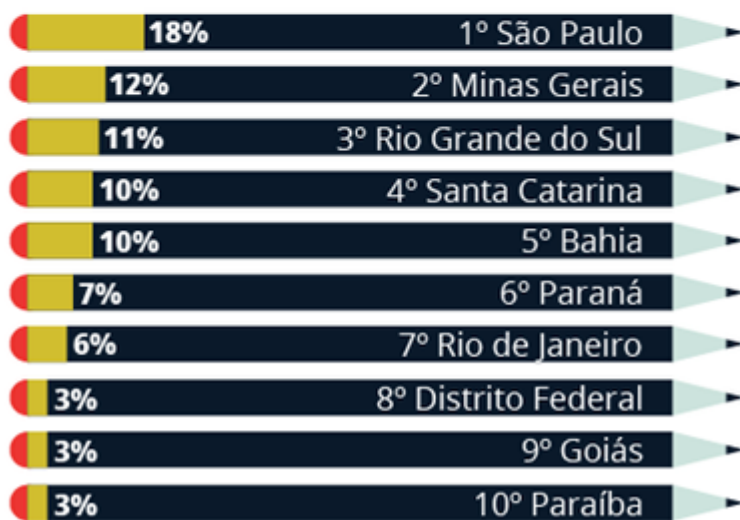 18% 1º São Paulo
12% 2º Minas Gerais
11% 3º Rio Grande do Sul
10% 4º Santa Catarina
10% 5º Bahia
7% 6º Paraná
6% 7º Rio de Janeiro
3% 8º Distrito Federal
3% 9º Goiás
3% 10º Paraíba